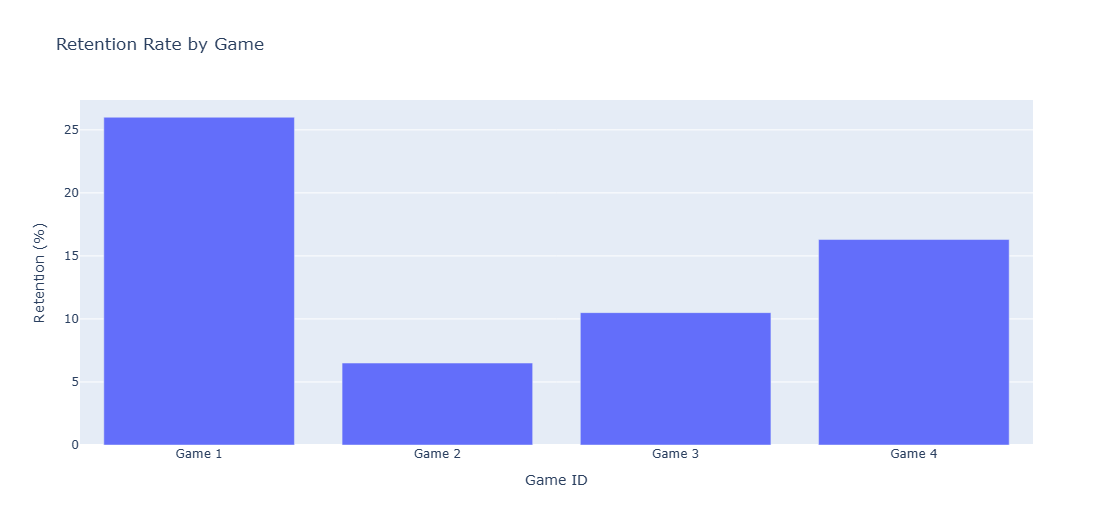 Retention Rate by Game
25
20
15
10
5
0
Retention (%)
Game 1
Game 2
Game 3
Game 4
Game ID